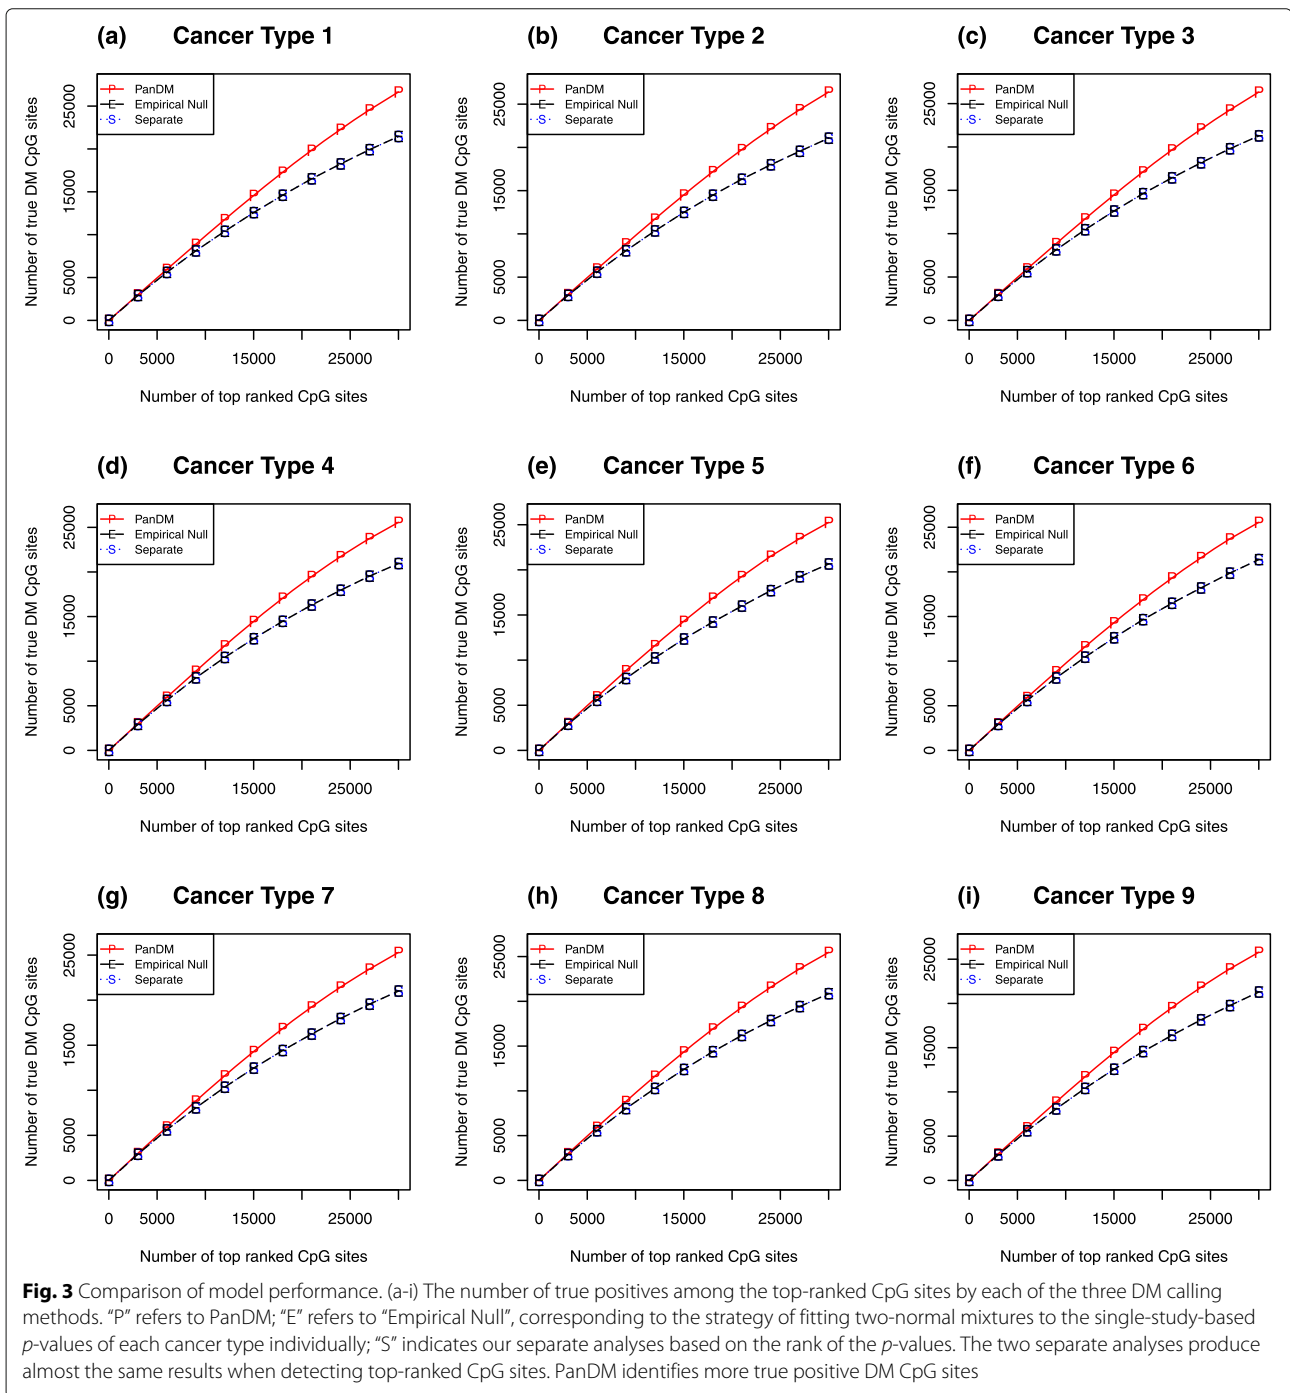 (a) Cancer Type 1
Number of true DM CpG sites
25000
15000
5000
0
PanDM
Empirical Null
Separate
0 5000 15000 25000
Number of top ranked CpG sites
(b) Cancer Type 2
Number of true DM CpG sites
25000
15000
5000
0
PanDM
Empirical Null
Separate
0 5000 15000 25000
Number of top ranked CpG sites
(c) Cancer Type 3
Number of true DM CpG sites
25000
15000
5000
0
PanDM
Empirical Null
Separate
0 5000 15000 25000
Number of top ranked CpG sites
(d) Cancer Type 4
Number of true DM CpG sites
25000
15000
5000
0
PanDM
Empirical Null
Separate
0 5000 15000 25000
Number of top ranked CpG sites
(e) Cancer Type 5
Number of true DM CpG sites
25000
15000
5000
0
PanDM
Empirical Null
Separate
0 5000 15000 25000
Number of top ranked CpG sites
(f) Cancer Type 6
Number of true DM CpG sites
25000
15000
5000
0
PanDM
Empirical Null
Separate
0 5000 15000 25000
Number of top ranked CpG sites
(g) Cancer Type 7
Number of true DM CpG sites
25000
15000
5000
0
PanDM
Empirical Null
Separate
0 5000 15000 25000
Number of top ranked CpG sites
(h) Cancer Type 8
Number of true DM CpG sites
25000
15000
5000
0
PanDM
Empirical Null
Separate
0 5000 15000 25000
Number of top ranked CpG sites
(i) Cancer Type 9
Number of true DM CpG sites
25000
15000
5000
0
PanDM
Empirical Null
Separate
0 5000 15000 25000
Number of top ranked CpG sites
Fig. 3 Comparison of model performance. (a-i) The number of true positives among the top-ranked CpG sites by each of the three DM calling
methods. “P” refers to PanDM; “E” refers to “Empirical Null”, corresponding to the strategy of fitting two-normal mixtures to the single-study-based
p-values of each cancer type individually; “S” indicates our separate analyses based on the rank of the p-values. The two separate analyses produce
almost the same results when detecting top-ranked CpG sites. PanDM identifies more true positive DM CpG sites